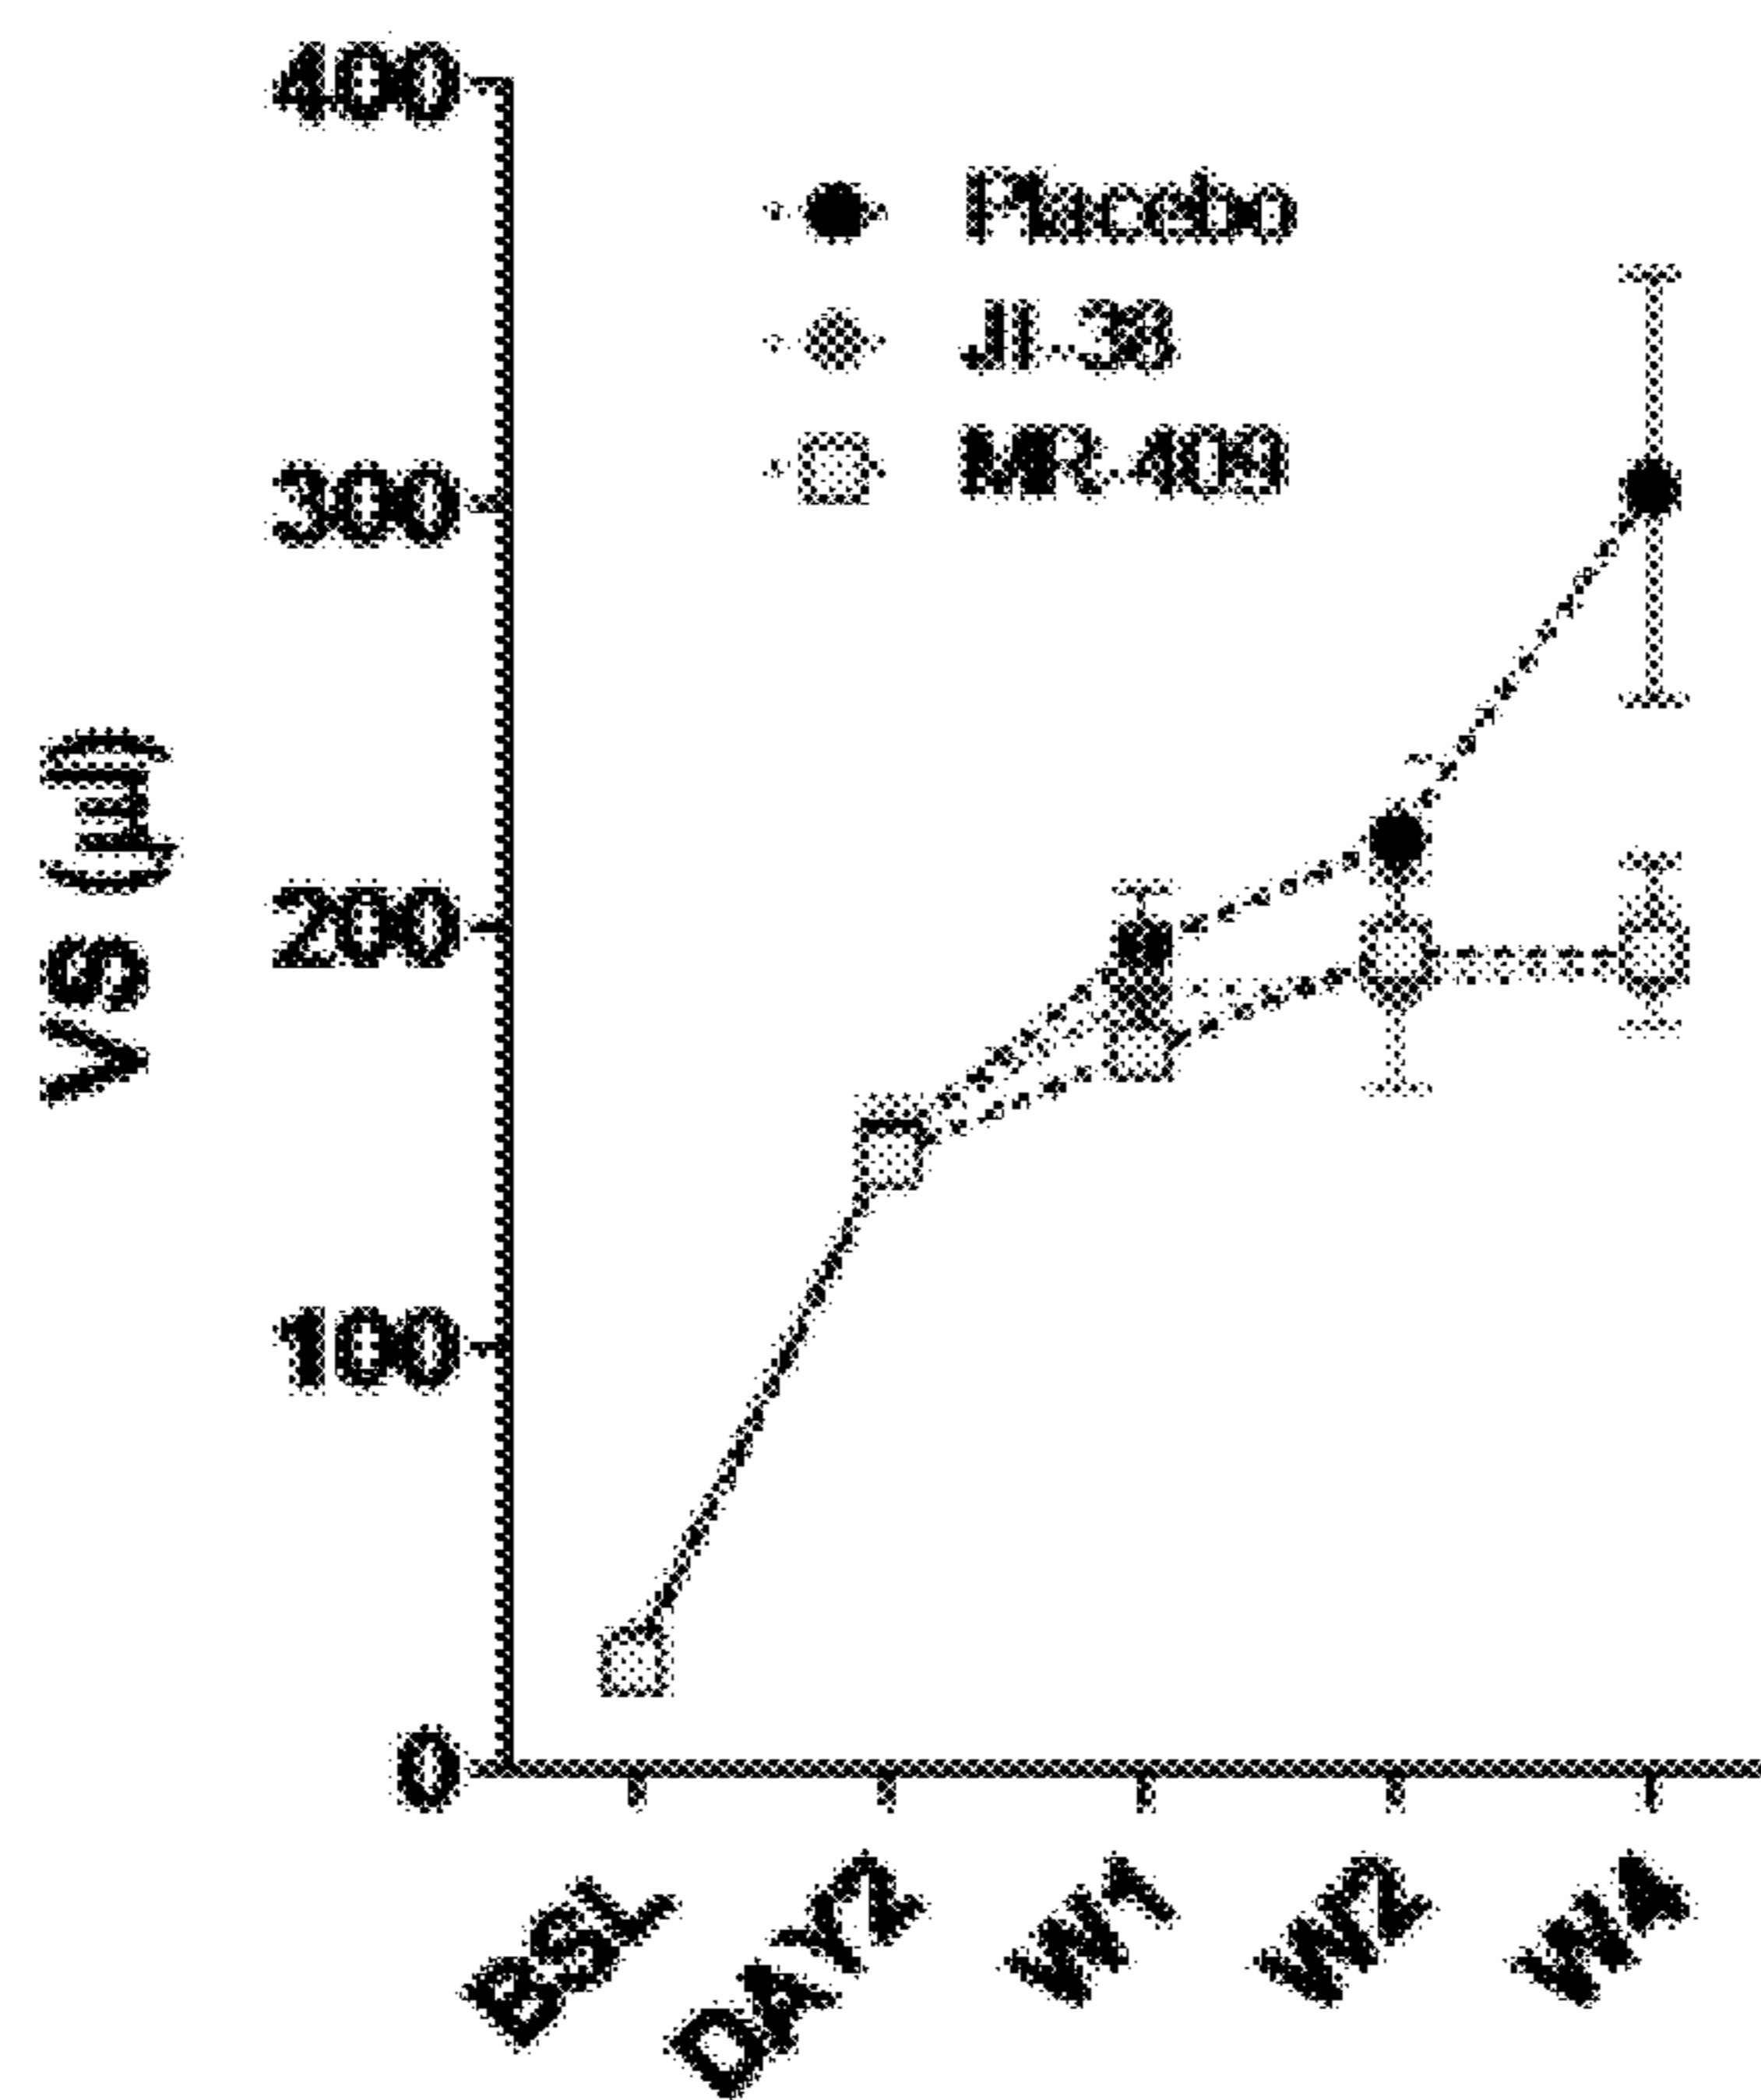 400
300
200
100
0
VS (µl)
Placebo
JI-38
MR-409
BSL
DAY2
W1
W2
W4